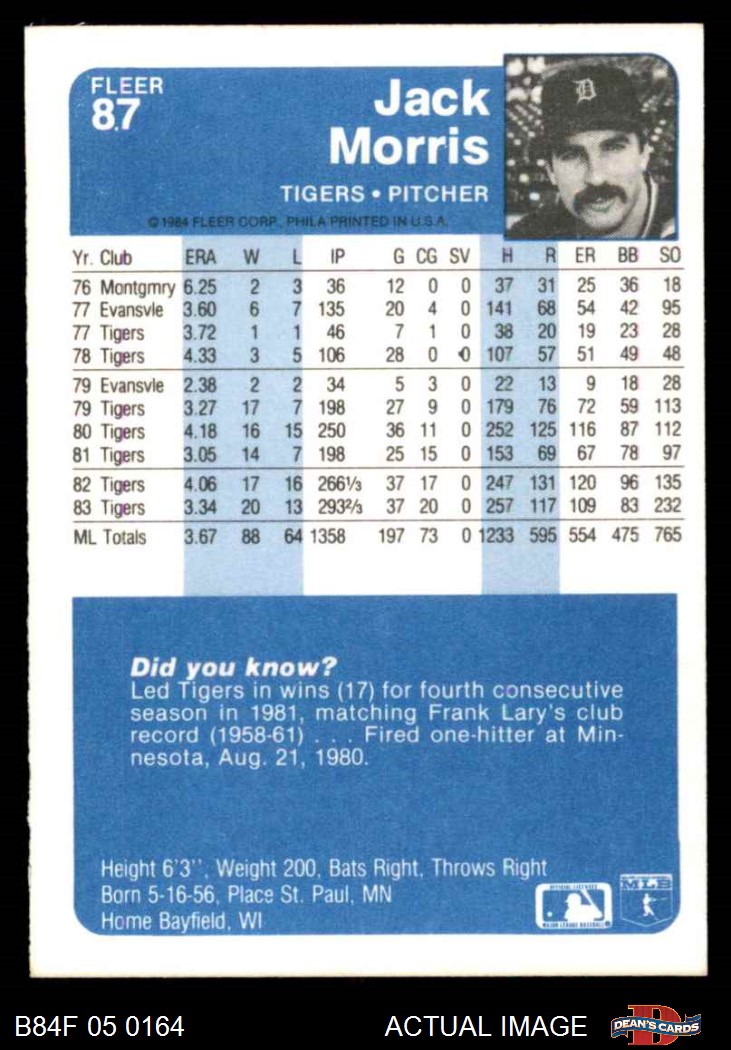 FLEER
87
Jack
Morris
TIGERS • PITCHER
© 1984 FLEER CORP., PHILA PRINTED IN U.S.A.
Yr. Club ERA W L IP G CG SV H R ER BB SO
76 Montgmry 6.25 2 3 36 12 0 0 37 31 25 36 18
77 Evansvle 3.60 6 7 135 20 4 0 141 68 54 42 95
77 Tigers 3.72 1 1 46 7 1 0 38 20 19 23 28
78 Tigers 4.33 3 5 106 28 0 0 107 57 51 49 48
79 Evansvle 2.38 2 2 34 5 3 0 22 13 9 18 28
79 Tigers 3.27 17 7 198 27 9 0 179 76 72 59 113
80 Tigers 4.18 16 15 250 36 11 0 252 125 116 87 112
81 Tigers 3.05 14 7 198 25 15 0 153 69 67 78 97
82 Tigers 4.06 17 16 266⅓ 37 17 0 247 131 120 96 135
83 Tigers 3.34 20 13 293⅔ 37 20 0 257 117 109 83 232
ML Totals 3.67 88 64 1358 197 73 0 1233 595 554 475 765
Did you know?
Led Tigers in wins (17) for fourth consecutive
season in 1981, matching Frank Lary's club
record (1958-61) . . . Fired one-hitter at Min-
nesota, Aug. 21, 1980.
Height 6'3'', Weight 200, Bats Right, Throws Right
Born 5-16-56, Place St. Paul, MN
Home Bayfield, WI
OFFICIAL LICENSEE
MAJOR LEAGUE BASEBALL
MLB
B84F 05 0164
ACTUAL IMAGE
D
DEAN'S CARDS